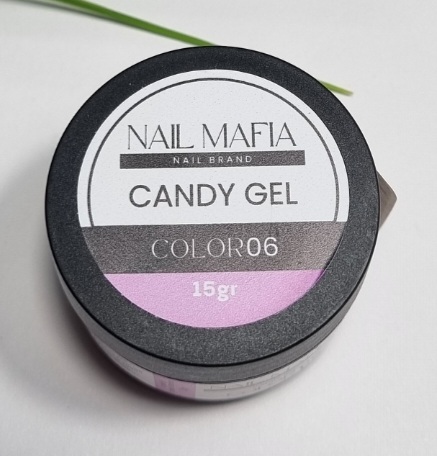 NAIL MAFIA
NAIL BRAND
CANDY GEL
COLOR06
15gr